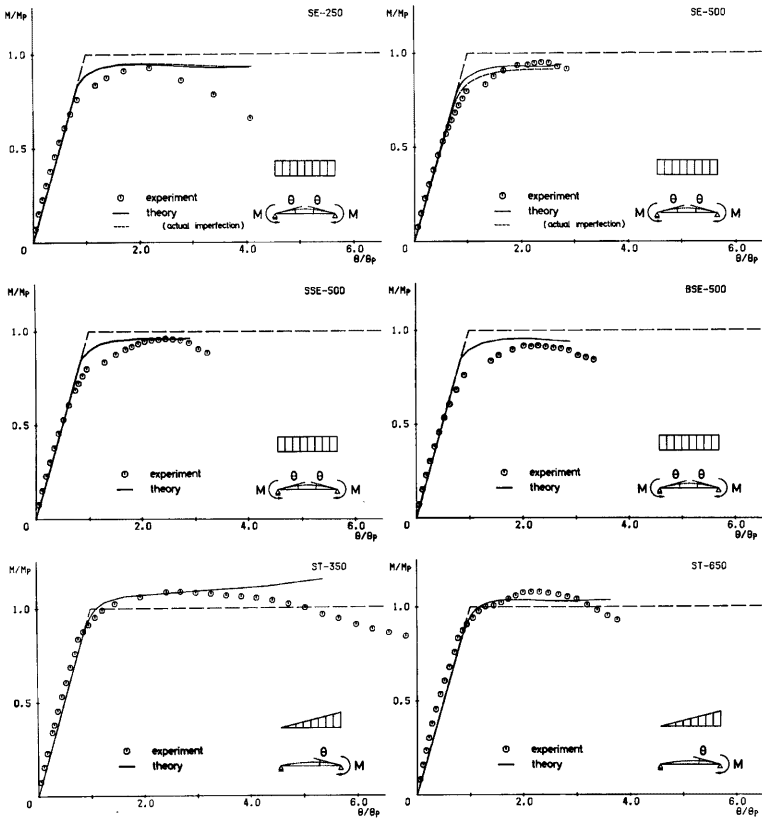 M/Mp
SE-250
1.0
0.5
experiment
theory
(actual imperfection)
M θ θ M
0 2.0 4.0 6.0
θ/θp
SE-500
1.0
0.5
experiment
theory
(actual imperfection)
M θ θ M
0 2.0 4.0 6.0
θ/θp
M/Mp
SSE-500
1.0
0.5
experiment
theory
M θ θ M
0 2.0 4.0 6.0
θ/θp
BSE-500
1.0
0.5
experiment
theory
M θ θ M
0 2.0 4.0 6.0
θ/θp
M/Mp
ST-350
1.0
0.5
experiment
theory
θ M
0 2.0 4.0 6.0
θ/θp
ST-650
1.0
0.5
experiment
theory
θ M
0 2.0 4.0 6.0
θ/θp